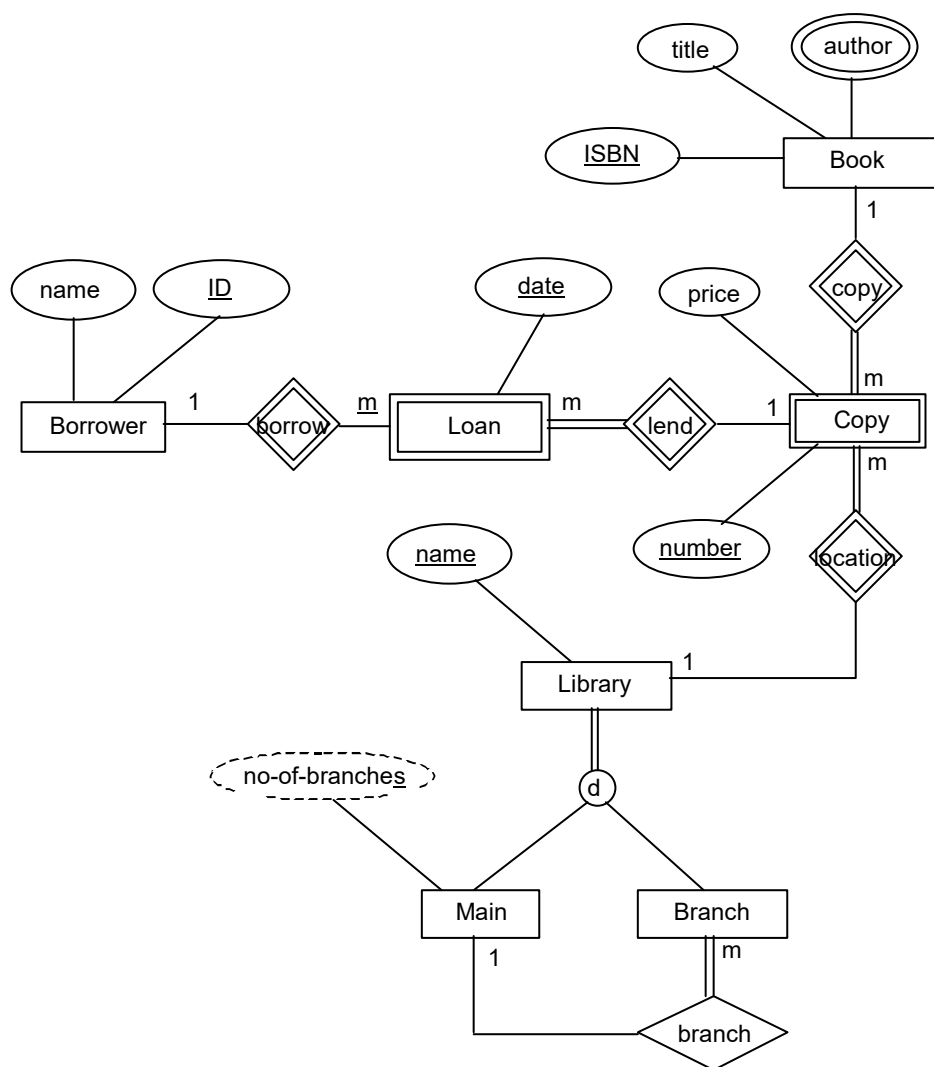 title
author
ISBN
Book
1
name
ID
date
price
copy
m
Borrower
1
borrow
m
Loan
m
lend
1
Copy
m
name
number
location
Library
1
no-of-branches
d
Main
Branch
1
m
branch